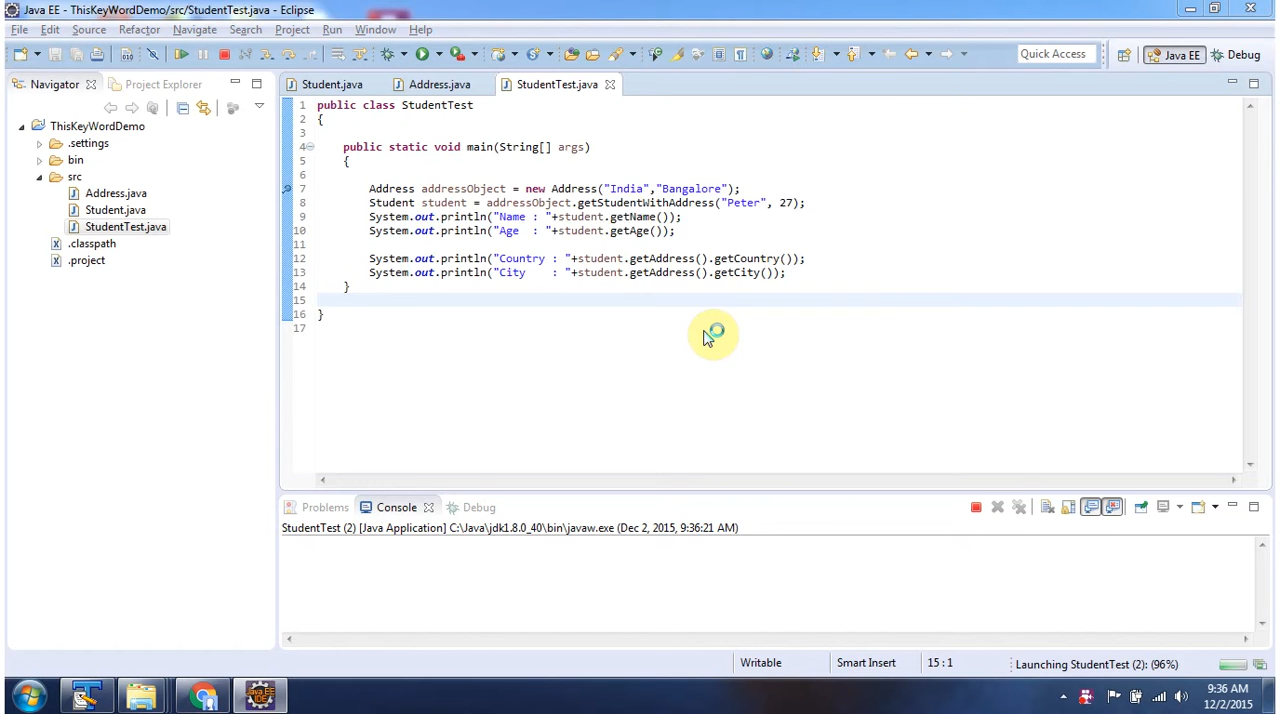 Java EE - ThisKeyWordDemo/src/StudentTest.java - Eclipse
File Edit Source Refactor Navigate Search Project Run Window Help
Quick Access Java EE Debug
Navigator Project Explorer
Student.java Address.java StudentTest.java
ThisKeyWordDemo
.settings
bin
src
Address.java
Student.java
StudentTest.java
.classpath
.project
1 public class StudentTest
2 {
3
4 public static void main(String[] args)
5 {
6
7 Address addressObject = new Address("India","Bangalore");
8 Student student = addressObject.getStudentWithAddress("Peter", 27);
9 System.out.println("Name : "+student.getName());
10 System.out.println("Age  : "+student.getAge());
11
12 System.out.println("Country : "+student.getAddress().getCountry());
13 System.out.println("City    : "+student.getAddress().getCity());
14 }
15
16 }
17
Problems Console Debug
StudentTest (2) [Java Application] C:\Java\jdk1.8.0_40\bin\javaw.exe (Dec 2, 2015, 9:36:21 AM)
Writable Smart Insert 15 : 1 Launching StudentTest (2): (96%)
Java EE
IDE
9:36 AM
12/2/2015